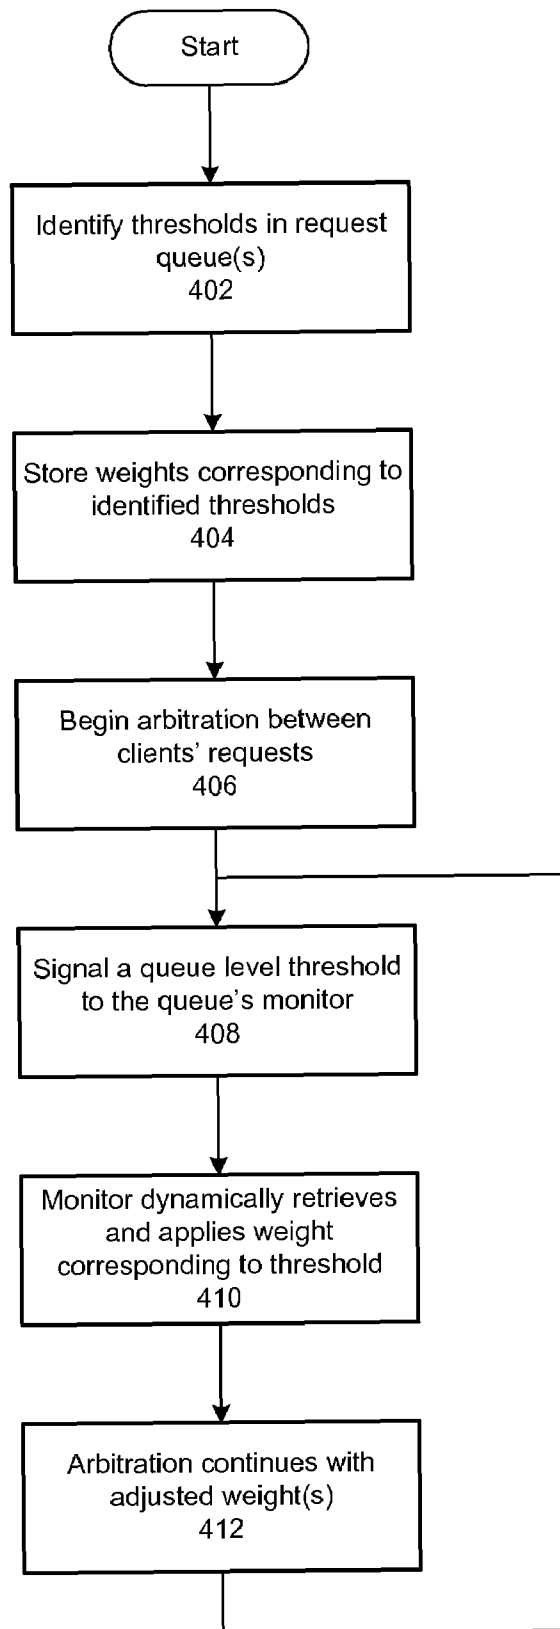 Start
Identify thresholds in request
queue(s)
402
Store weights corresponding to
identified thresholds
404
Begin arbitration between
clients' requests
406
Signal a queue level threshold
to the queue's monitor
408
Monitor dynamically retrieves
and applies weight
corresponding to threshold
410
Arbitration continues with
adjusted weight(s)
412